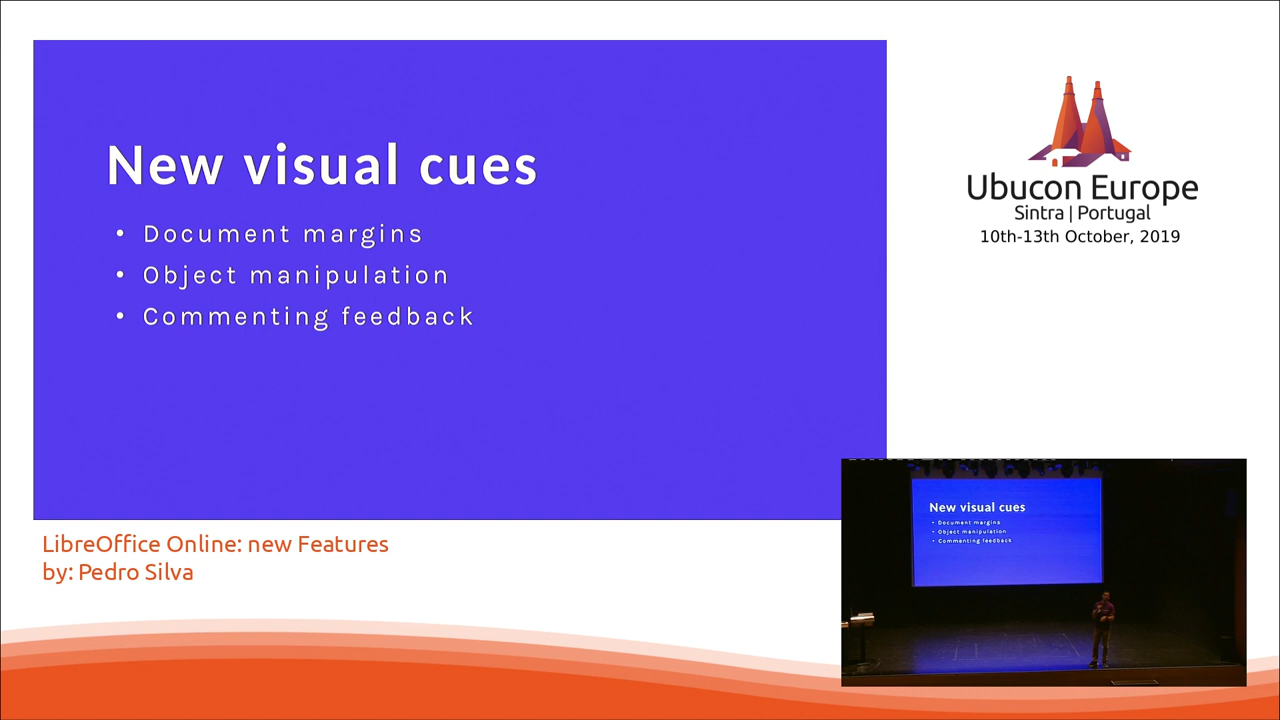 New visual cues
• Document margins
• Object manipulation
• Commenting feedback
Ubucon Europe
Sintra | Portugal
10th-13th October, 2019
LibreOffice Online: new Features
by: Pedro Silva
New visual cues
• Document margins
• Object manipulation
• Commenting feedback